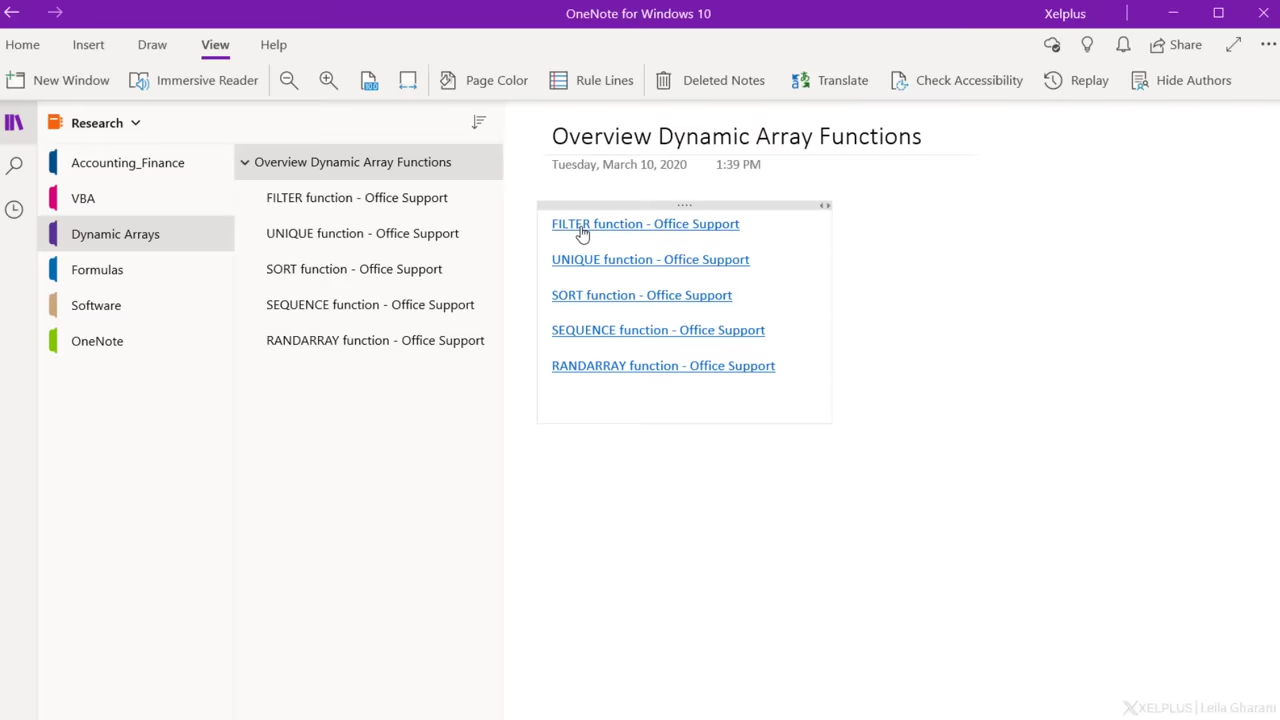 OneNote for Windows 10
Xelplus
Home Insert Draw View Help
Share
New Window Immersive Reader Page Color Rule Lines Deleted Notes Translate Check Accessibility Replay Hide Authors
Research
Accounting_Finance
VBA
Dynamic Arrays
Formulas
Software
OneNote
Overview Dynamic Array Functions
FILTER function - Office Support
UNIQUE function - Office Support
SORT function - Office Support
SEQUENCE function - Office Support
RANDARRAY function - Office Support
Overview Dynamic Array Functions
Tuesday, March 10, 2020 1:39 PM
FILTER function - Office Support
UNIQUE function - Office Support
SORT function - Office Support
SEQUENCE function - Office Support
RANDARRAY function - Office Support
XELPLUS | Leila Gharani